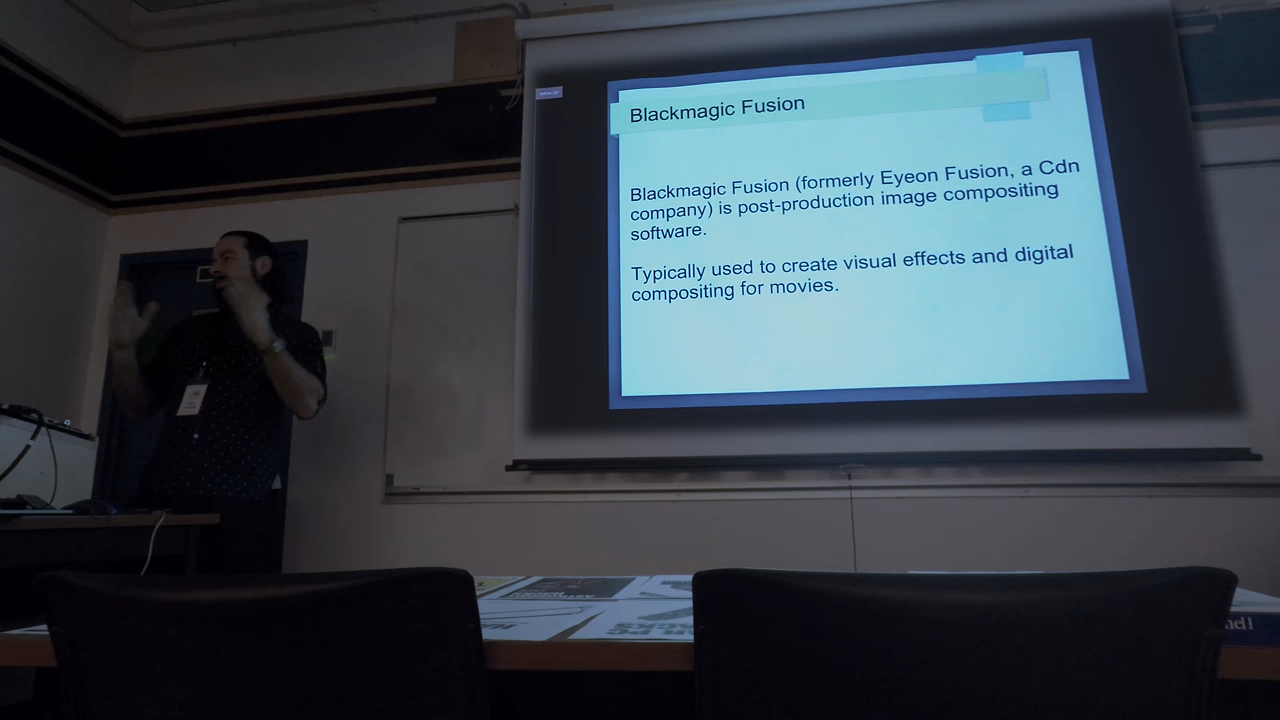 Blackmagic Fusion
Blackmagic Fusion (formerly Eyeon Fusion, a Cdn
company) is post-production image compositing
software.
Typically used to create visual effects and digital
compositing for movies.